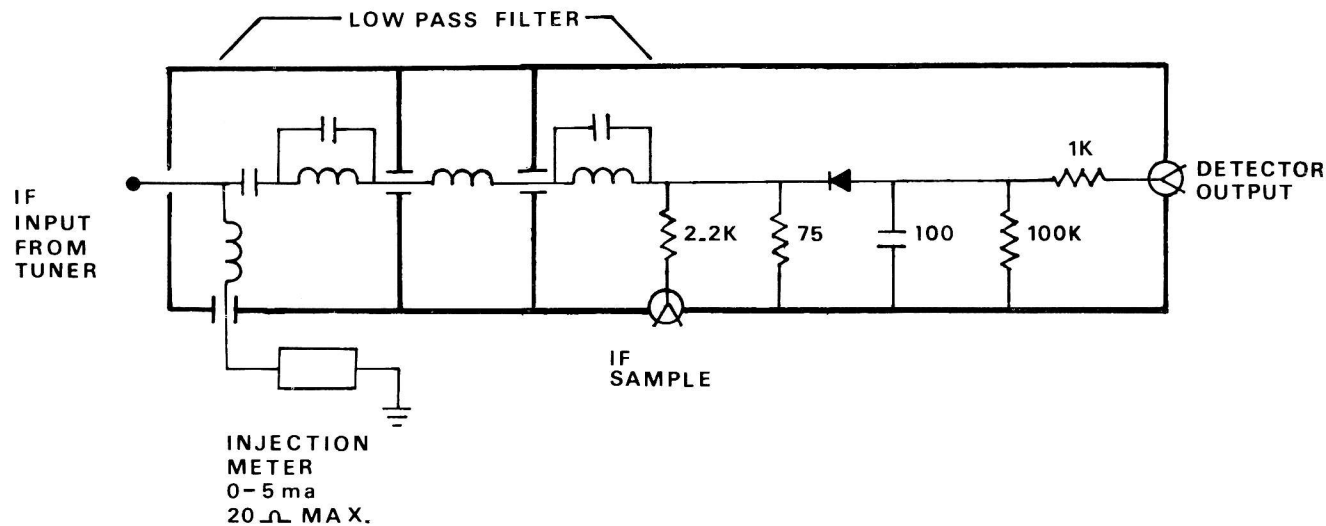 LOW PASS FILTER
IF
INPUT
FROM
TUNER
1K
DETECTOR
OUTPUT
2.2K
75
100
100K
IF
SAMPLE
INJECTION
METER
0-5 ma
20 Ω MAX.